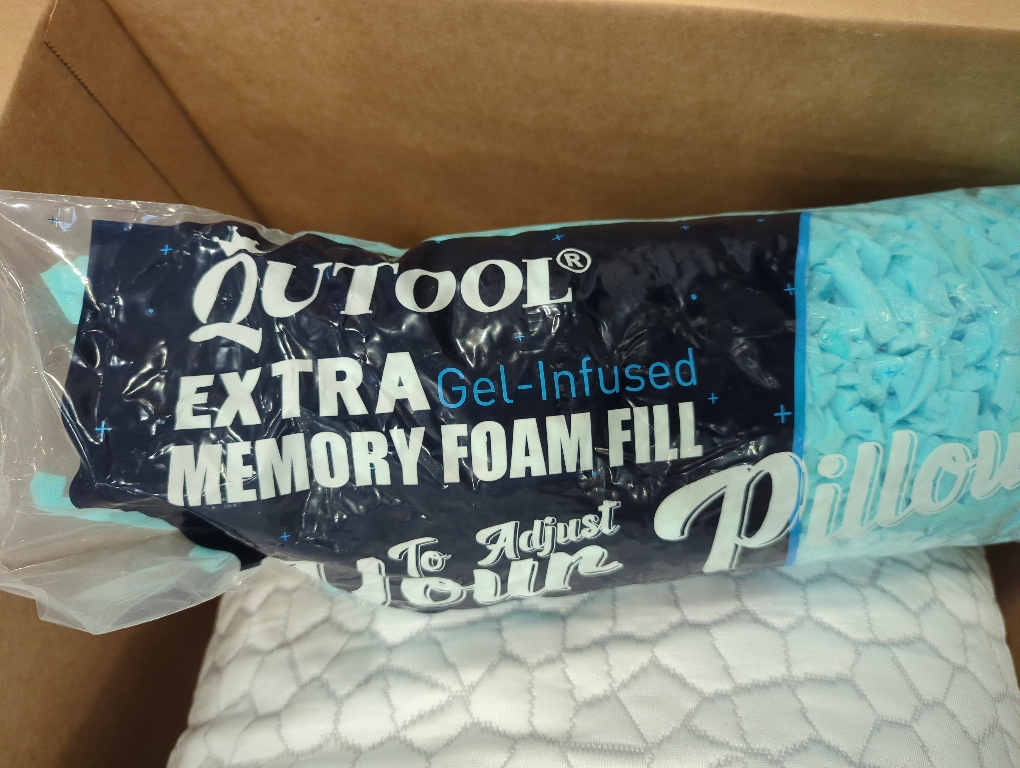 QUTOOL®
EXTRA Gel-Infused
MEMORY FOAM FILL
To Adjust
Your Pillow